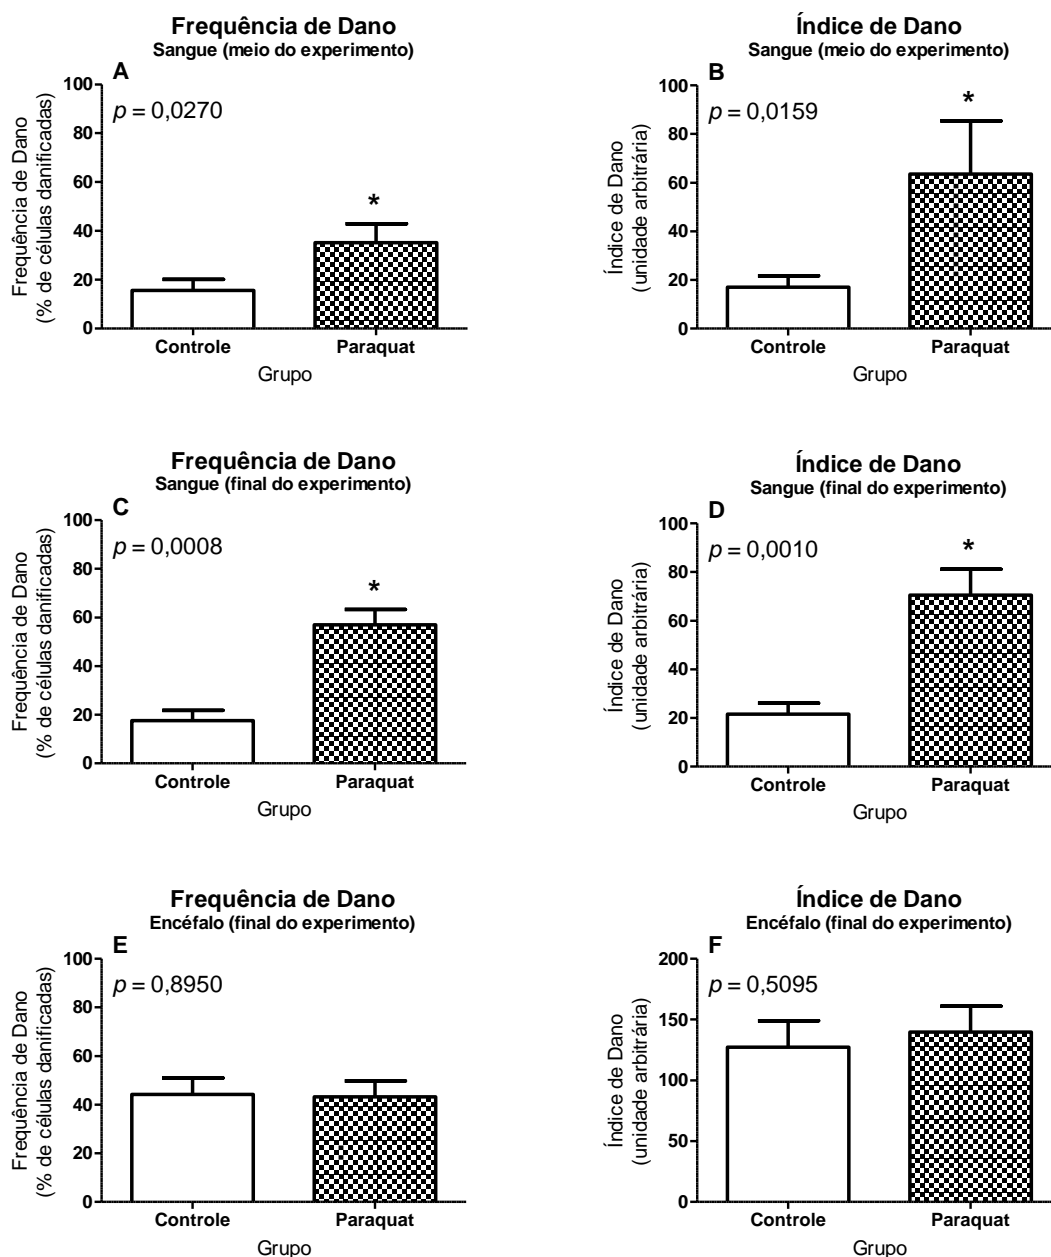 Frequência de Dano
Sangue (meio do experimento)
A
p = 0,0270
Frequência de Dano
(% de células danificadas)
100
80
60
40
20
0
*
Controle
Paraquat
Grupo
Índice de Dano
Sangue (meio do experimento)
B
p = 0,0159
Índice de Dano
(unidade arbitrária)
100
80
60
40
20
0
*
Controle
Paraquat
Grupo
Frequência de Dano
Sangue (final do experimento)
C
p = 0,0008
Frequência de Dano
(% de células danificadas)
100
80
60
40
20
0
*
Controle
Paraquat
Grupo
Índice de Dano
Sangue (final do experimento)
D
p = 0,0010
Índice de Dano
(unidade arbitrária)
100
80
60
40
20
0
*
Controle
Paraquat
Grupo
Frequência de Dano
Encéfalo (final do experimento)
E
p = 0,8950
Frequência de Dano
(% de células danificadas)
100
80
60
40
20
0
Controle
Paraquat
Grupo
Índice de Dano
Encéfalo (final do experimento)
F
p = 0,5095
Índice de Dano
(unidade arbitrária)
200
150
100
50
0
Controle
Paraquat
Grupo